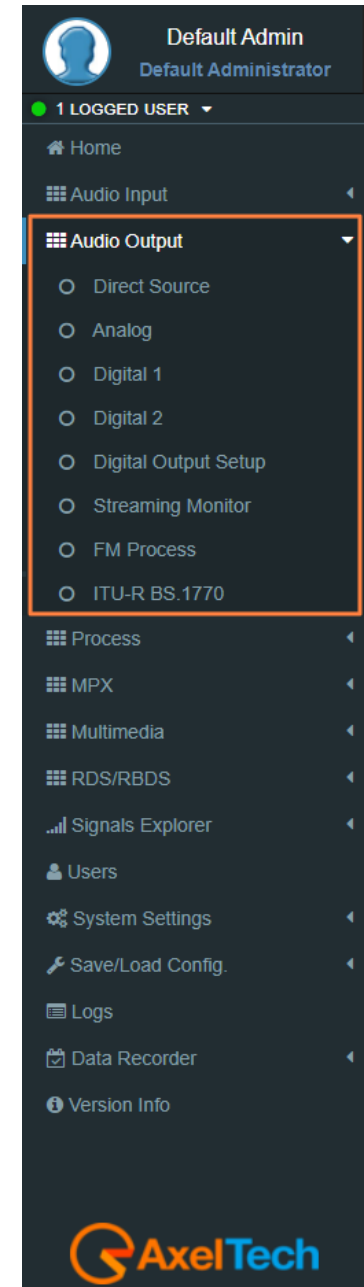 Default Admin
Default Administrator
1 LOGGED USER
Home
Audio Input
Audio Output
Direct Source
Analog
Digital 1
Digital 2
Digital Output Setup
Streaming Monitor
FM Process
ITU-R BS.1770
Process
MPX
Multimedia
RDS/RBDS
Signals Explorer
Users
System Settings
Save/Load Config.
Logs
Data Recorder
Version Info
AxelTech